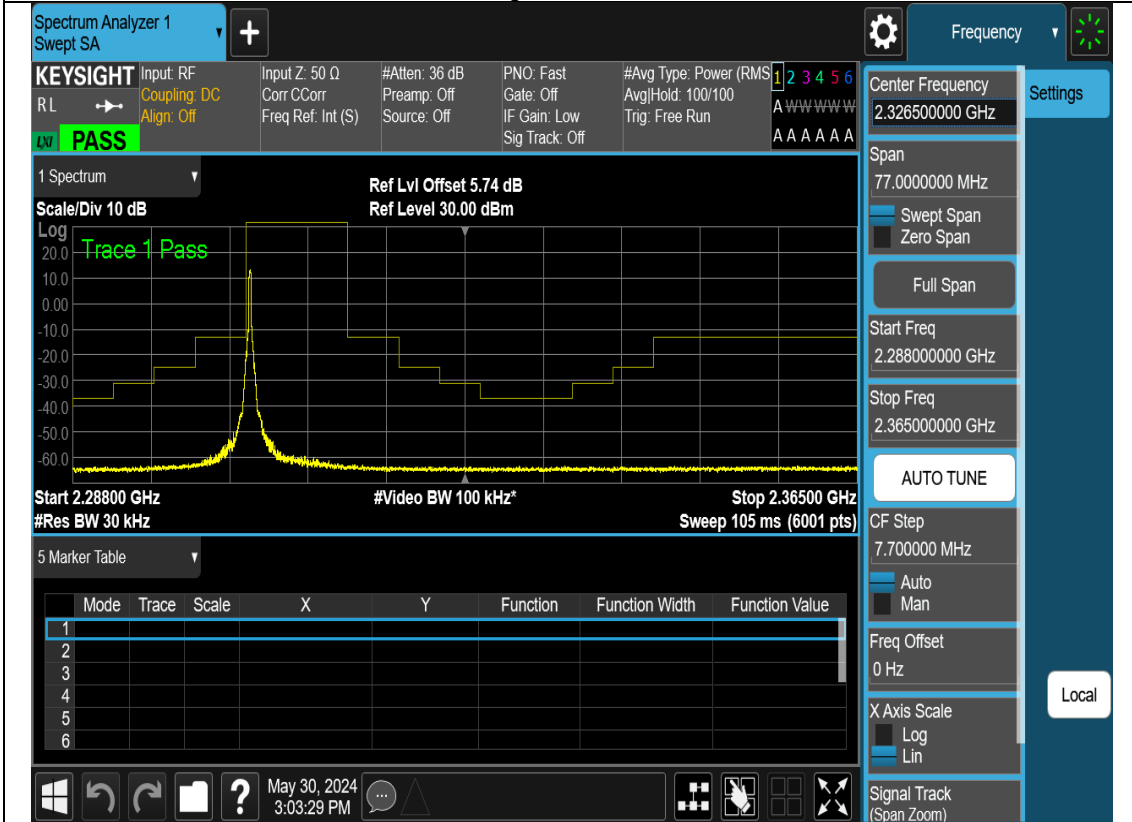 Spectrum Analyzer 1
Swept SA
Frequency
KEYSIGHT
RL
LXI
PASS
Input: RF
Coupling: DC
Align: Off
Input Z: 50 Ω
Corr CCorr
Freq Ref: Int (S)
#Atten: 36 dB
Preamp: Off
Source: Off
PNO: Fast
Gate: Off
IF Gain: Low
Sig Track: Off
#Avg Type: Power (RMS
Avg|Hold: 100/100
Trig: Free Run
1 2 3 4 5 6
A W W W W W
A A A A A A
1 Spectrum
Scale/Div 10 dB
Ref Lvl Offset 5.74 dB
Ref Level 30.00 dBm
Log
Trace 1 Pass
20.0
10.0
0.00
-10.0
-20.0
-30.0
-40.0
-50.0
-60.0
Start 2.28800 GHz
#Video BW 100 kHz*
Stop 2.36500 GHz
#Res BW 30 kHz
Sweep 105 ms (6001 pts)
5 Marker Table
Mode Trace Scale X Y Function Function Width Function Value
1
2
3
4
5
6
May 30, 2024
3:03:29 PM
Center Frequency
2.326500000 GHz
Settings
Span
77.0000000 MHz
Swept Span
Zero Span
Full Span
Start Freq
2.288000000 GHz
Stop Freq
2.365000000 GHz
AUTO TUNE
CF Step
7.700000 MHz
Auto
Man
Freq Offset
0 Hz
Local
X Axis Scale
Log
Lin
Signal Track
(Span Zoom)